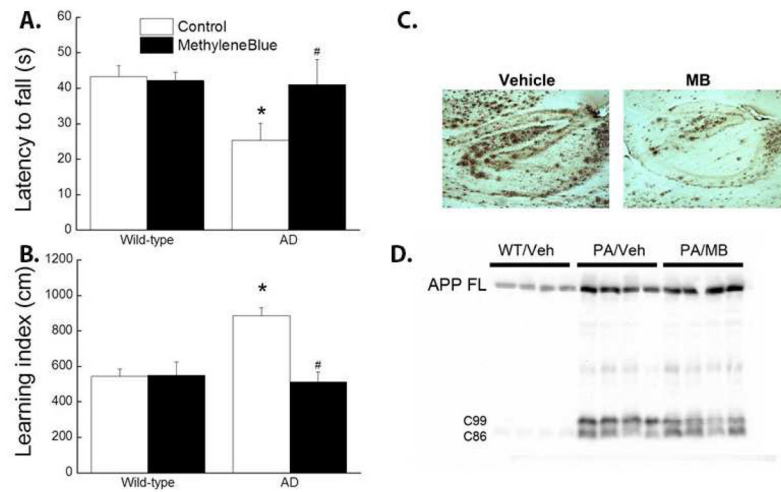 A.
Latency to fall (s)
60
50
40
30
20
10
0
Control
MethyleneBlue
*
#
Wild-type
AD
B.
Learning index (cm)
1200
1000
800
600
400
200
0
*
#
Wild-type
AD
C.
Vehicle
MB
D.
WT/Veh
PA/Veh
PA/MB
APP FL
C99
C86